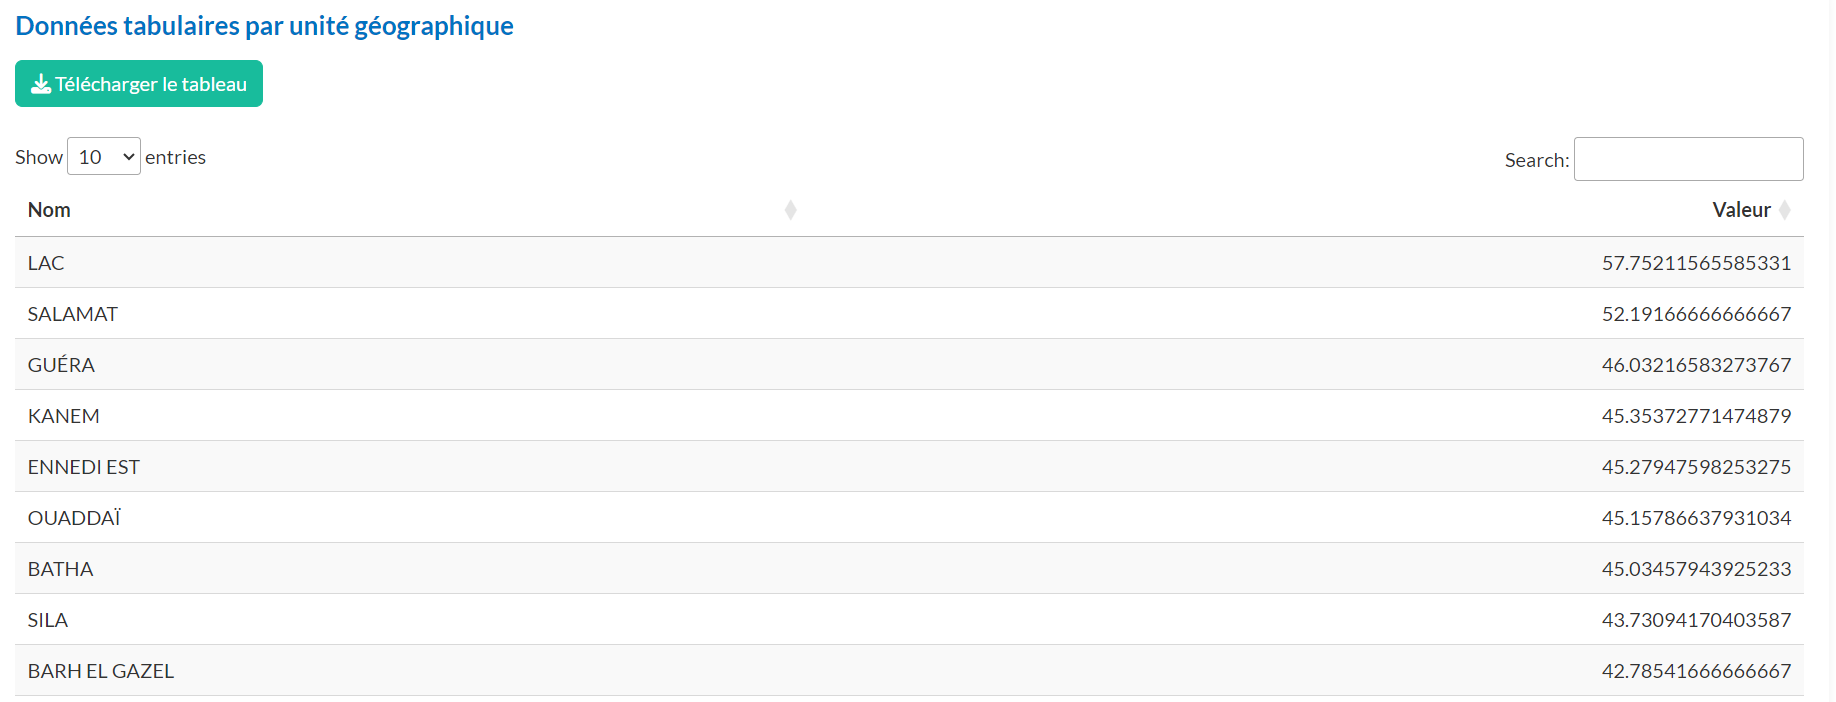 Données tabulaires par unité géographique
Télécharger le tableau
Show 10 entries
Search:
Nom Valeur
LAC 57.75211565585331
SALAMAT 52.19166666666667
GUÉRA 46.03216583273767
KANEM 45.35372771474879
ENNEDI EST 45.27947598253275
OUADDAÏ 45.15786637931034
BATHA 45.03457943925233
SILA 43.73094170403587
BARH EL GAZEL 42.78541666666667